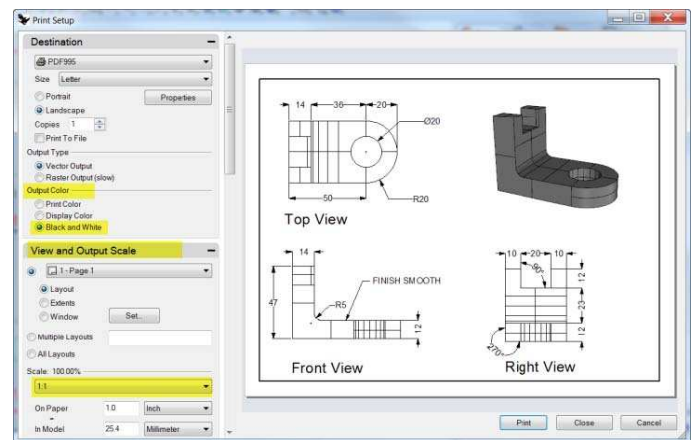 Print Setup
Destination
PDF995
Size Letter
Portrait Properties
Landscape
Copies 1
Print To File
Output Type
Vector Output
Raster Output (slow)
Output Color
Print Color
Display Color
Black and White
View and Output Scale
1 - Page 1
Layout
Extents
Window Set...
Multiple Layouts
All Layouts
Scale: 100.00%
1:1
On Paper 1.0 Inch
In Model 25.4 Millimeter
14 36 20
Ø20
50
R20
Top View
14
FINISH SMOOTH
R5
47
12
Front View
10 20 10
90°
12
23
12
270°
Right View
Print Close Cancel